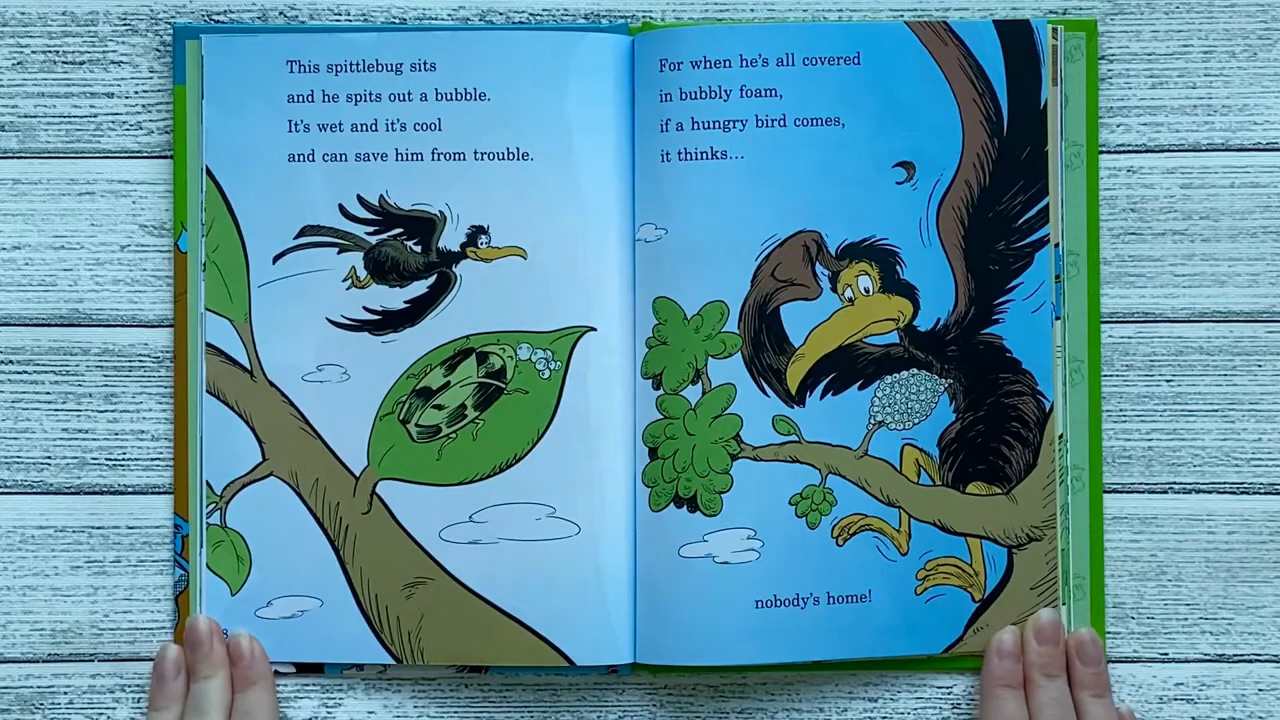 This spittlebug sits
and he spits out a bubble.
It's wet and it's cool
and can save him from trouble.
For when he's all covered
in bubbly foam,
if a hungry bird comes,
it thinks...
nobody's home!